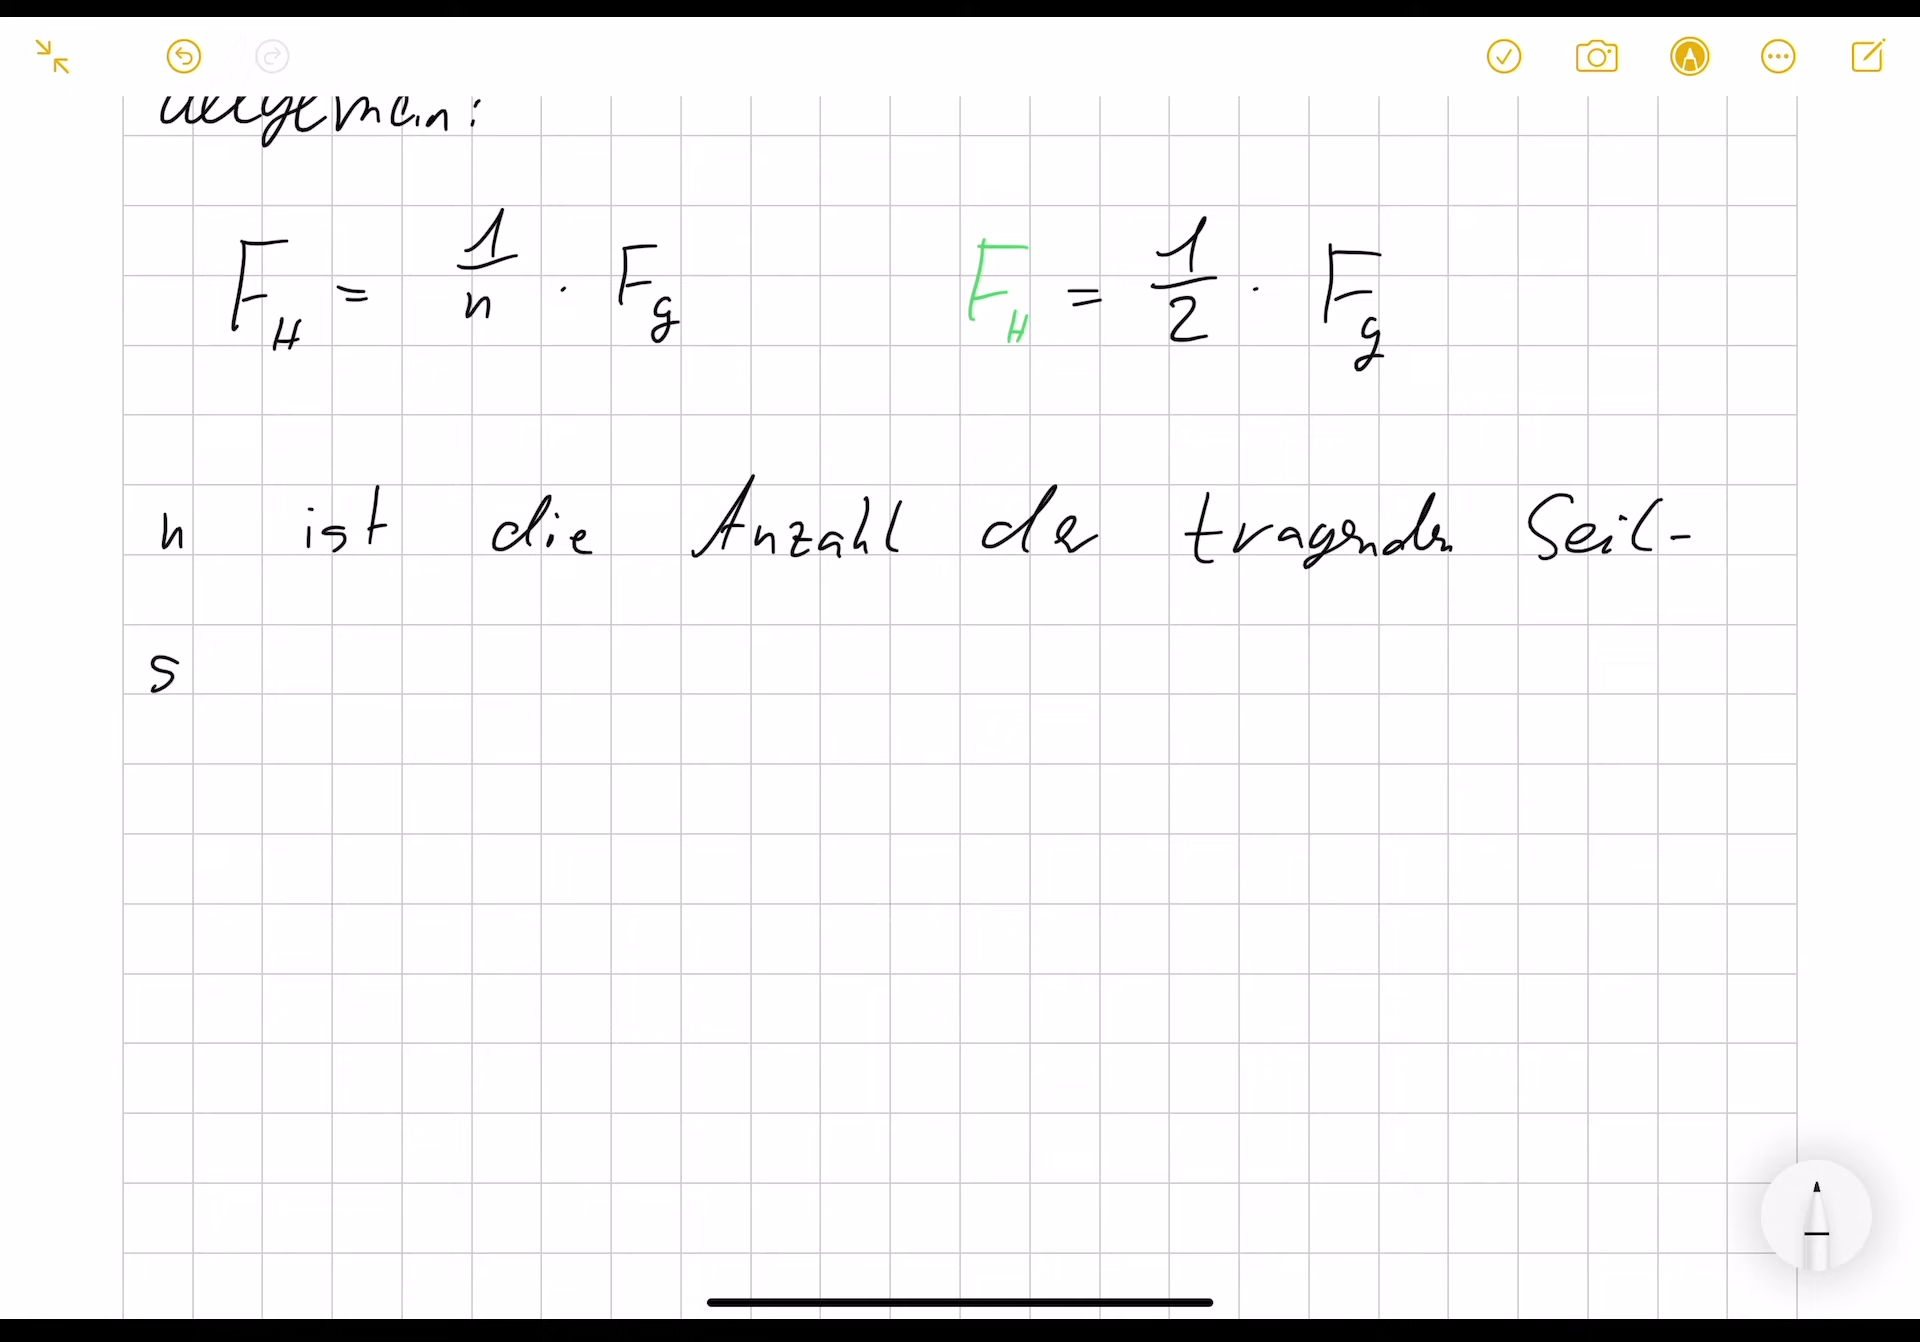 allgemein:
F_H = 1/n · F_g    F_H = 1/2 · F_g
n ist die Anzahl der tragenden Seil-
s